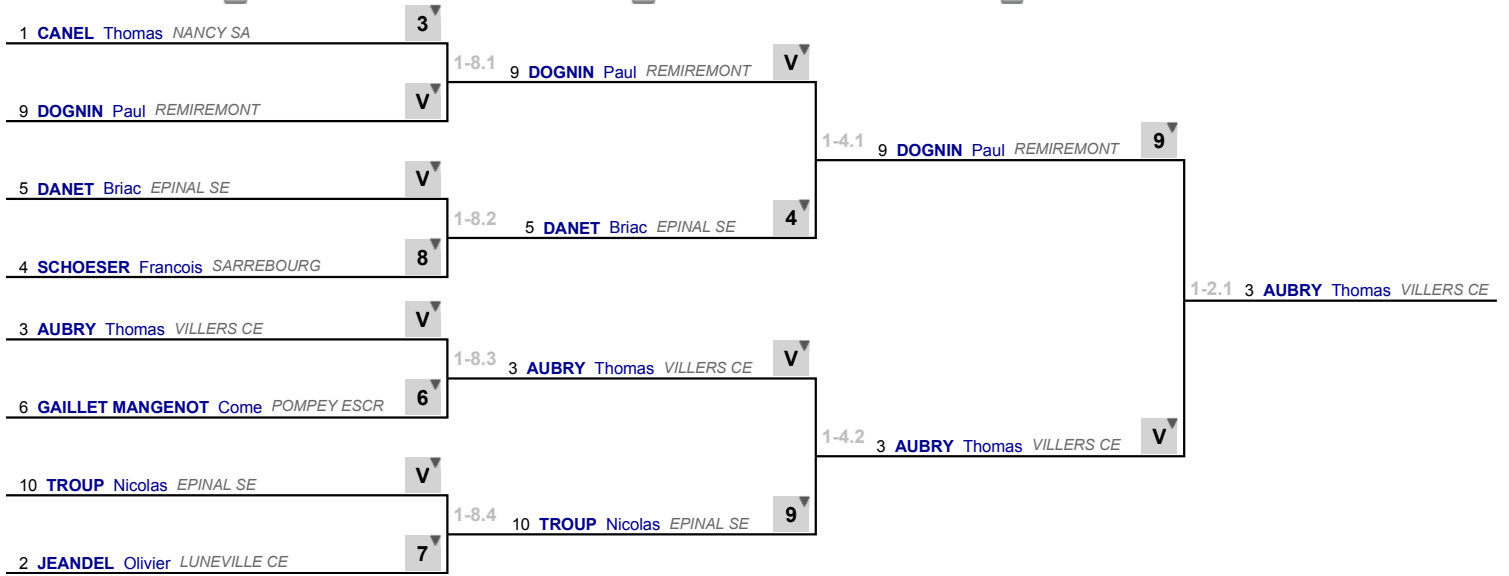 1 CANEL Thomas NANCY SA 3
1-8.1 9 DOGNIN Paul REMIREMONT V
9 DOGNIN Paul REMIREMONT V
1-4.1 9 DOGNIN Paul REMIREMONT 9
5 DANET Briac EPINAL SE V
1-8.2 5 DANET Briac EPINAL SE 4
4 SCHOESER Francois SARREBOURG 8
1-2.1 3 AUBRY Thomas VILLERS CE
3 AUBRY Thomas VILLERS CE V
1-8.3 3 AUBRY Thomas VILLERS CE V
6 GAILLET MANGENOT Come POMPEY ESCR 6
1-4.2 3 AUBRY Thomas VILLERS CE V
10 TROUP Nicolas EPINAL SE V
1-8.4 10 TROUP Nicolas EPINAL SE 9
2 JEANDEL Olivier LUNEVILLE CE 7